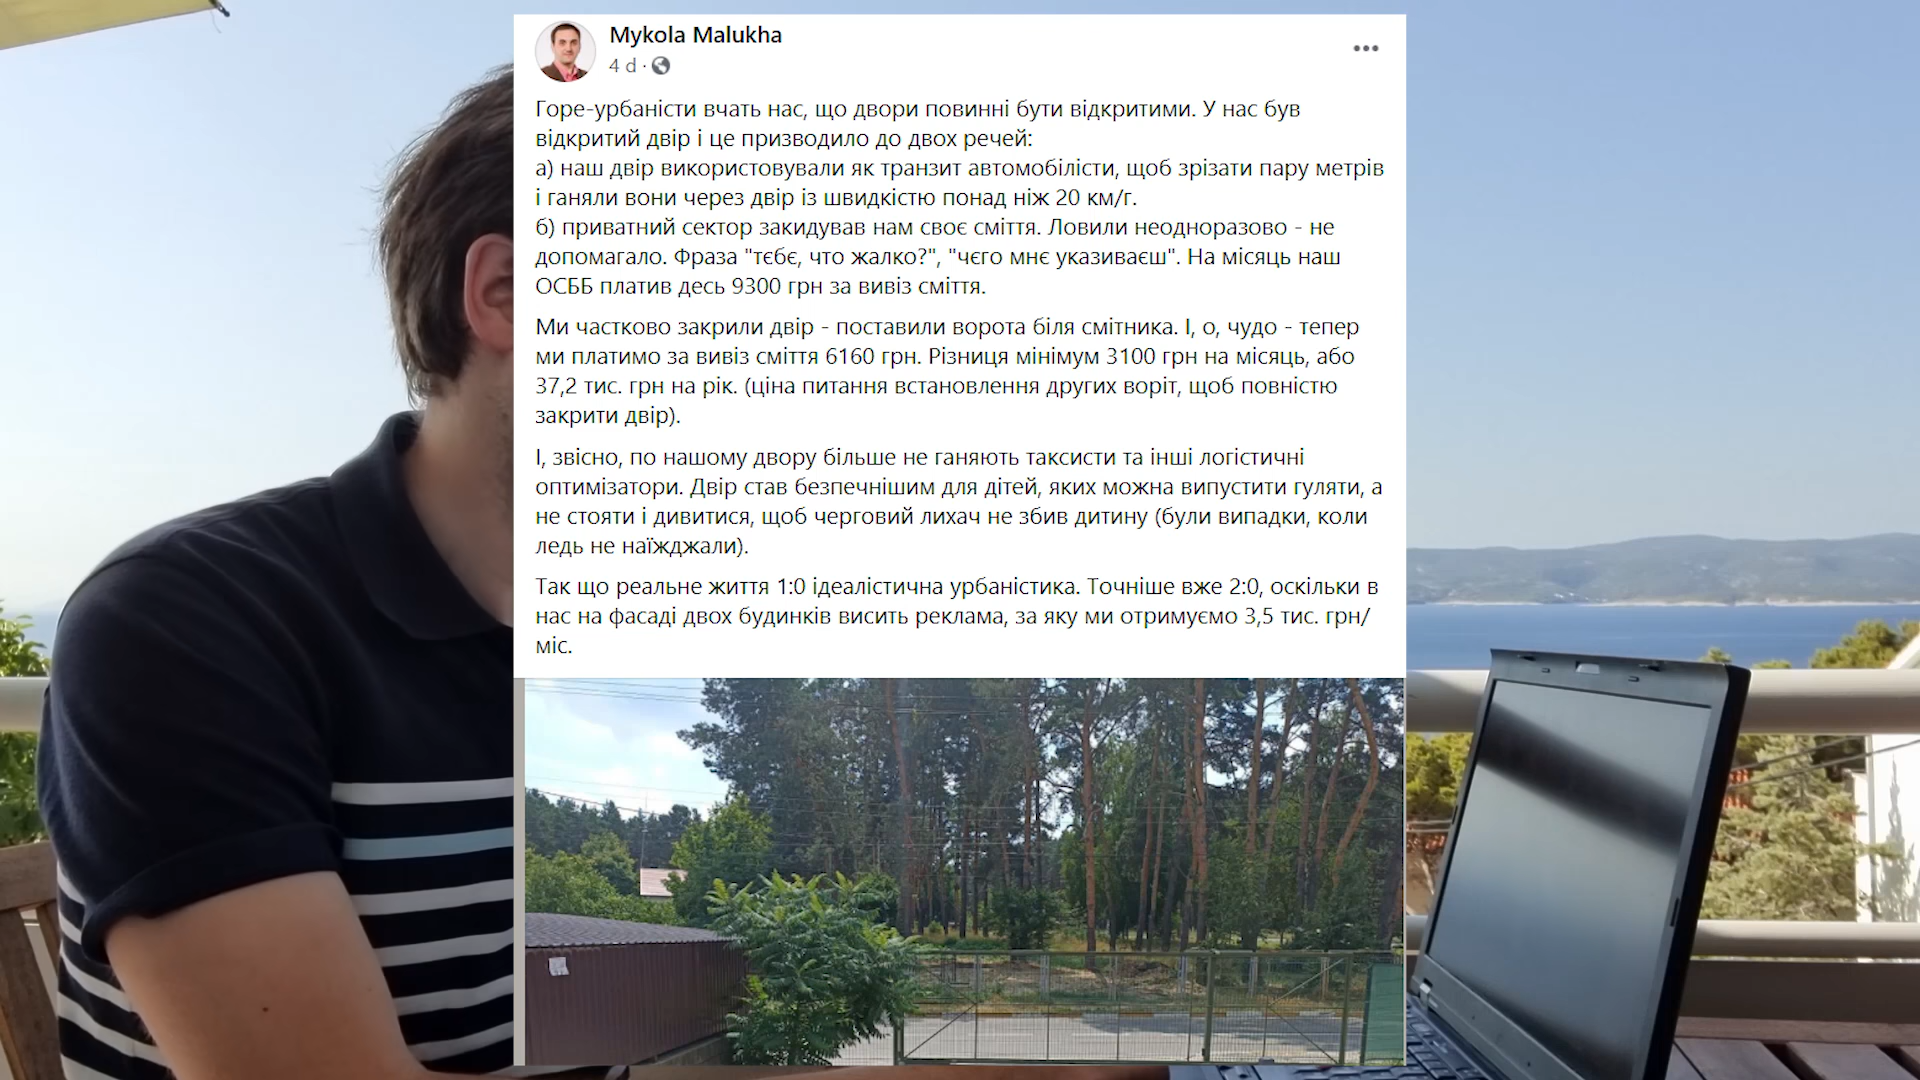 Mykola Malukha
4 d ·
Горе-урбаністи вчать нас, що двори повинні бути відкритими. У нас був
відкритий двір і це призводило до двох речей:
а) наш двір використовували як транзит автомобілісти, щоб зрізати пару метрів
і ганяли вони через двір із швидкістю понад ніж 20 км/г.
б) приватний сектор закидував нам своє сміття. Ловили неодноразово - не
допомагало. Фраза "тєбє, что жалко?", "чєго мнє указиваєш". На місяць наш
ОСББ платив десь 9300 грн за вивіз сміття.
Ми частково закрили двір - поставили ворота біля смітника. І, о, чудо - тепер
ми платимо за вивіз сміття 6160 грн. Різниця мінімум 3100 грн на місяць, або
37,2 тис. грн на рік. (ціна питання встановлення других воріт, щоб повністю
закрити двір).
І, звісно, по нашому двору більше не ганяють таксисти та інші логістичні
оптимізатори. Двір став безпечнішим для дітей, яких можна випустити гуляти, а
не стояти і дивитися, щоб черговий лихач не збив дитину (були випадки, коли
ледь не наїжджали).
Так що реальне життя 1:0 ідеалістична урбаністика. Точніше вже 2:0, оскільки в
нас на фасаді двох будинків висить реклама, за яку ми отримуємо 3,5 тис. грн/
міс.